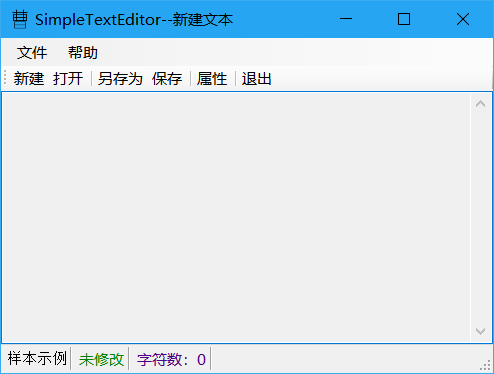 SimpleTextEditor--新建文本
文件 帮助
新建 打开 另存为 保存 属性 退出
样本示例 未修改 字符数：0